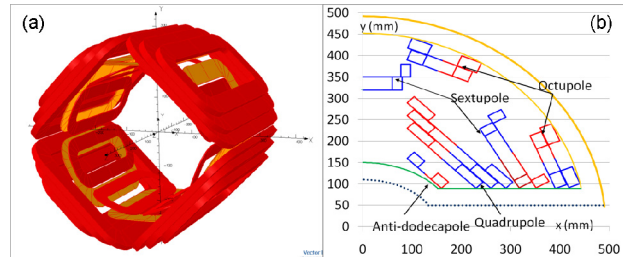 (a)
Y
X
Vector
(b)
500
450
400
350
300
250
200
150
100
50
0
y (mm)
Octupole
Sextupole
Anti-dodecapole
Quadrupole
x (mm)
0 100 200 300 400 500